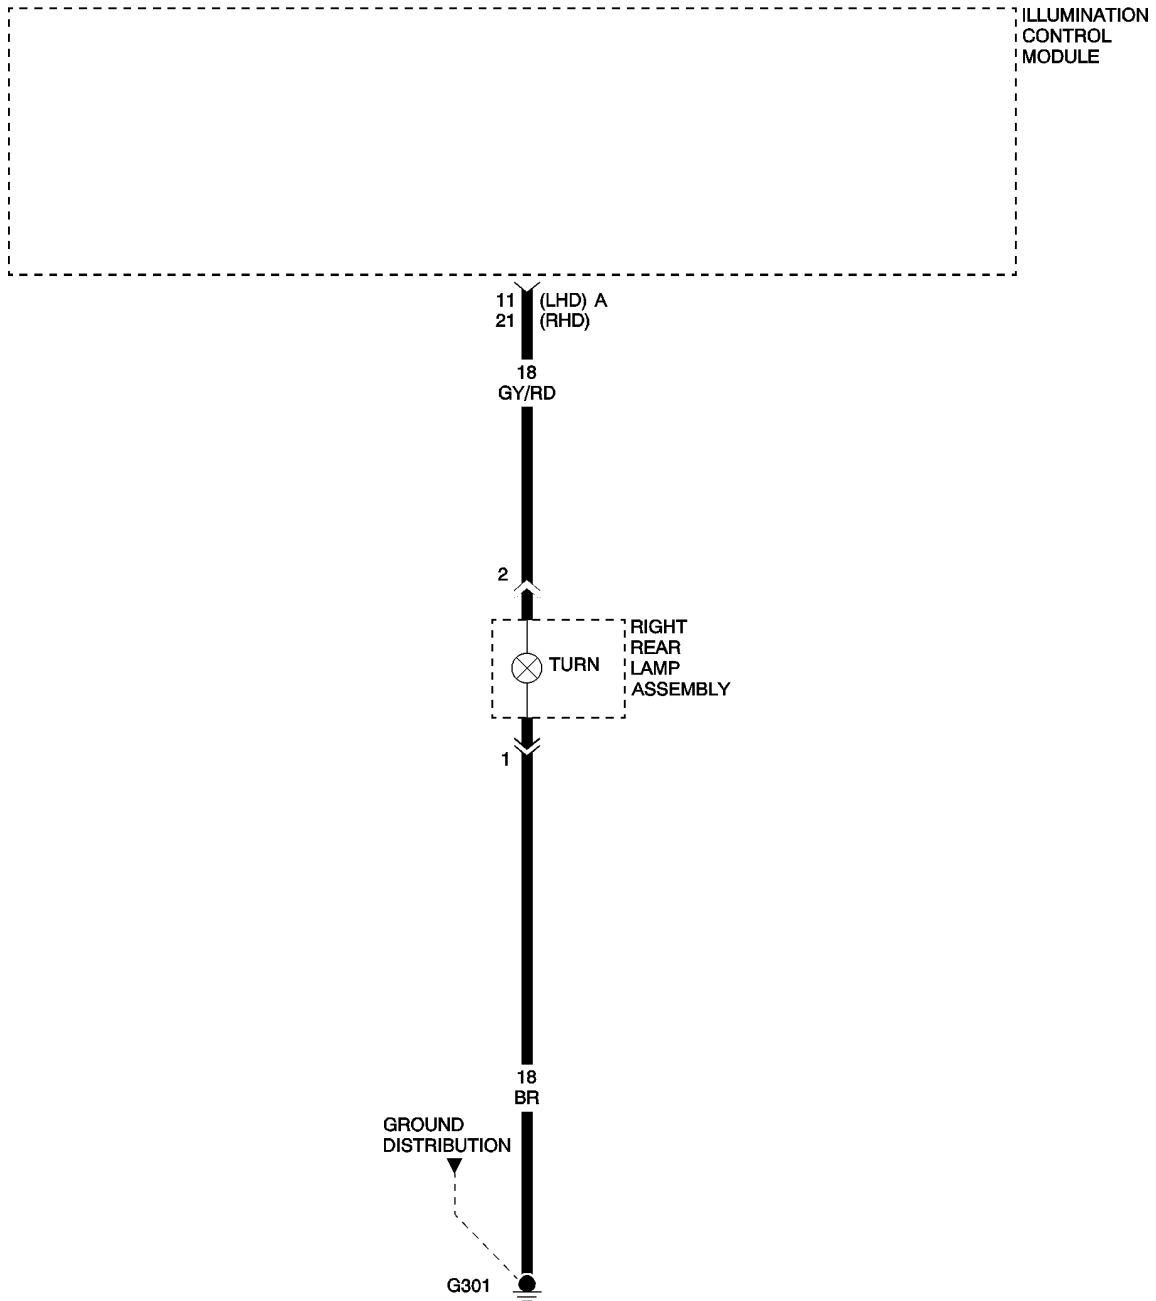 ILLUMINATION
CONTROL
MODULE
11 (LHD) A
21 (RHD)
18
GY/RD
2
RIGHT
REAR
LAMP
ASSEMBLY
TURN
1
18
BR
GROUND
DISTRIBUTION
G301